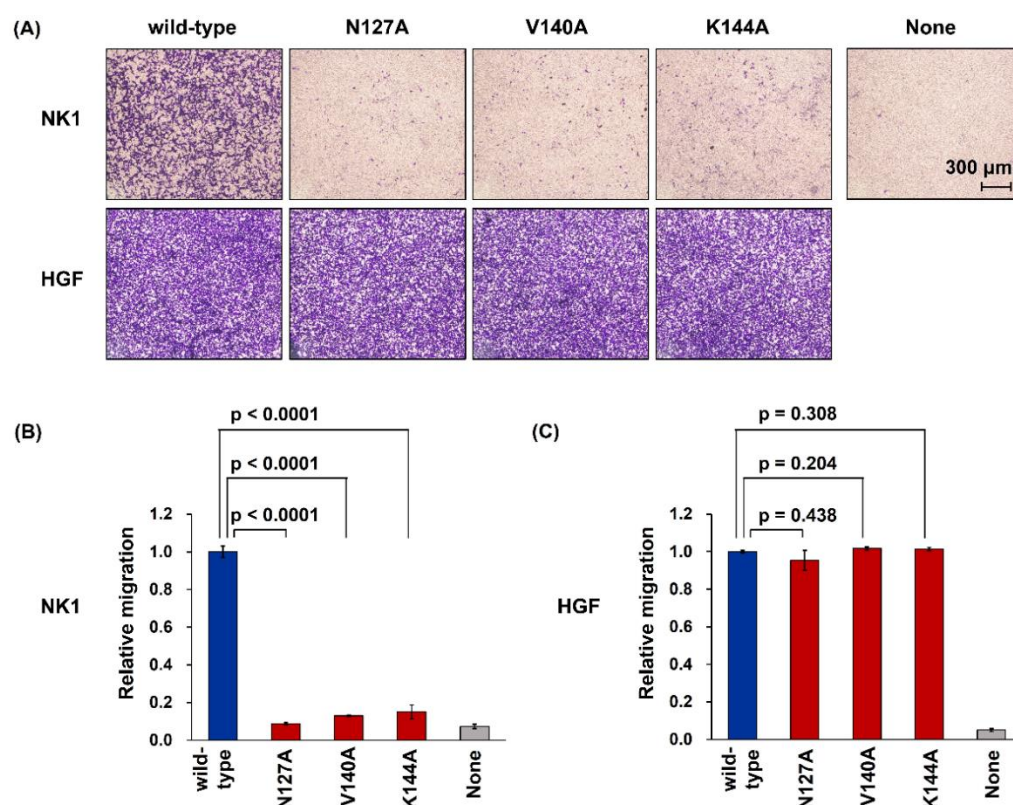 (A) wild-type N127A V140A K144A None
NK1
300 µm
HGF
(B)
p < 0.0001
p < 0.0001
p < 0.0001
NK1
Relative migration
1.2
1.0
0.8
0.6
0.4
0.2
0.0
wild-
type
N127A
V140A
K144A
None
(C)
p = 0.308
p = 0.204
p = 0.438
HGF
Relative migration
1.2
1.0
0.8
0.6
0.4
0.2
0.0
wild-
type
N127A
V140A
K144A
None